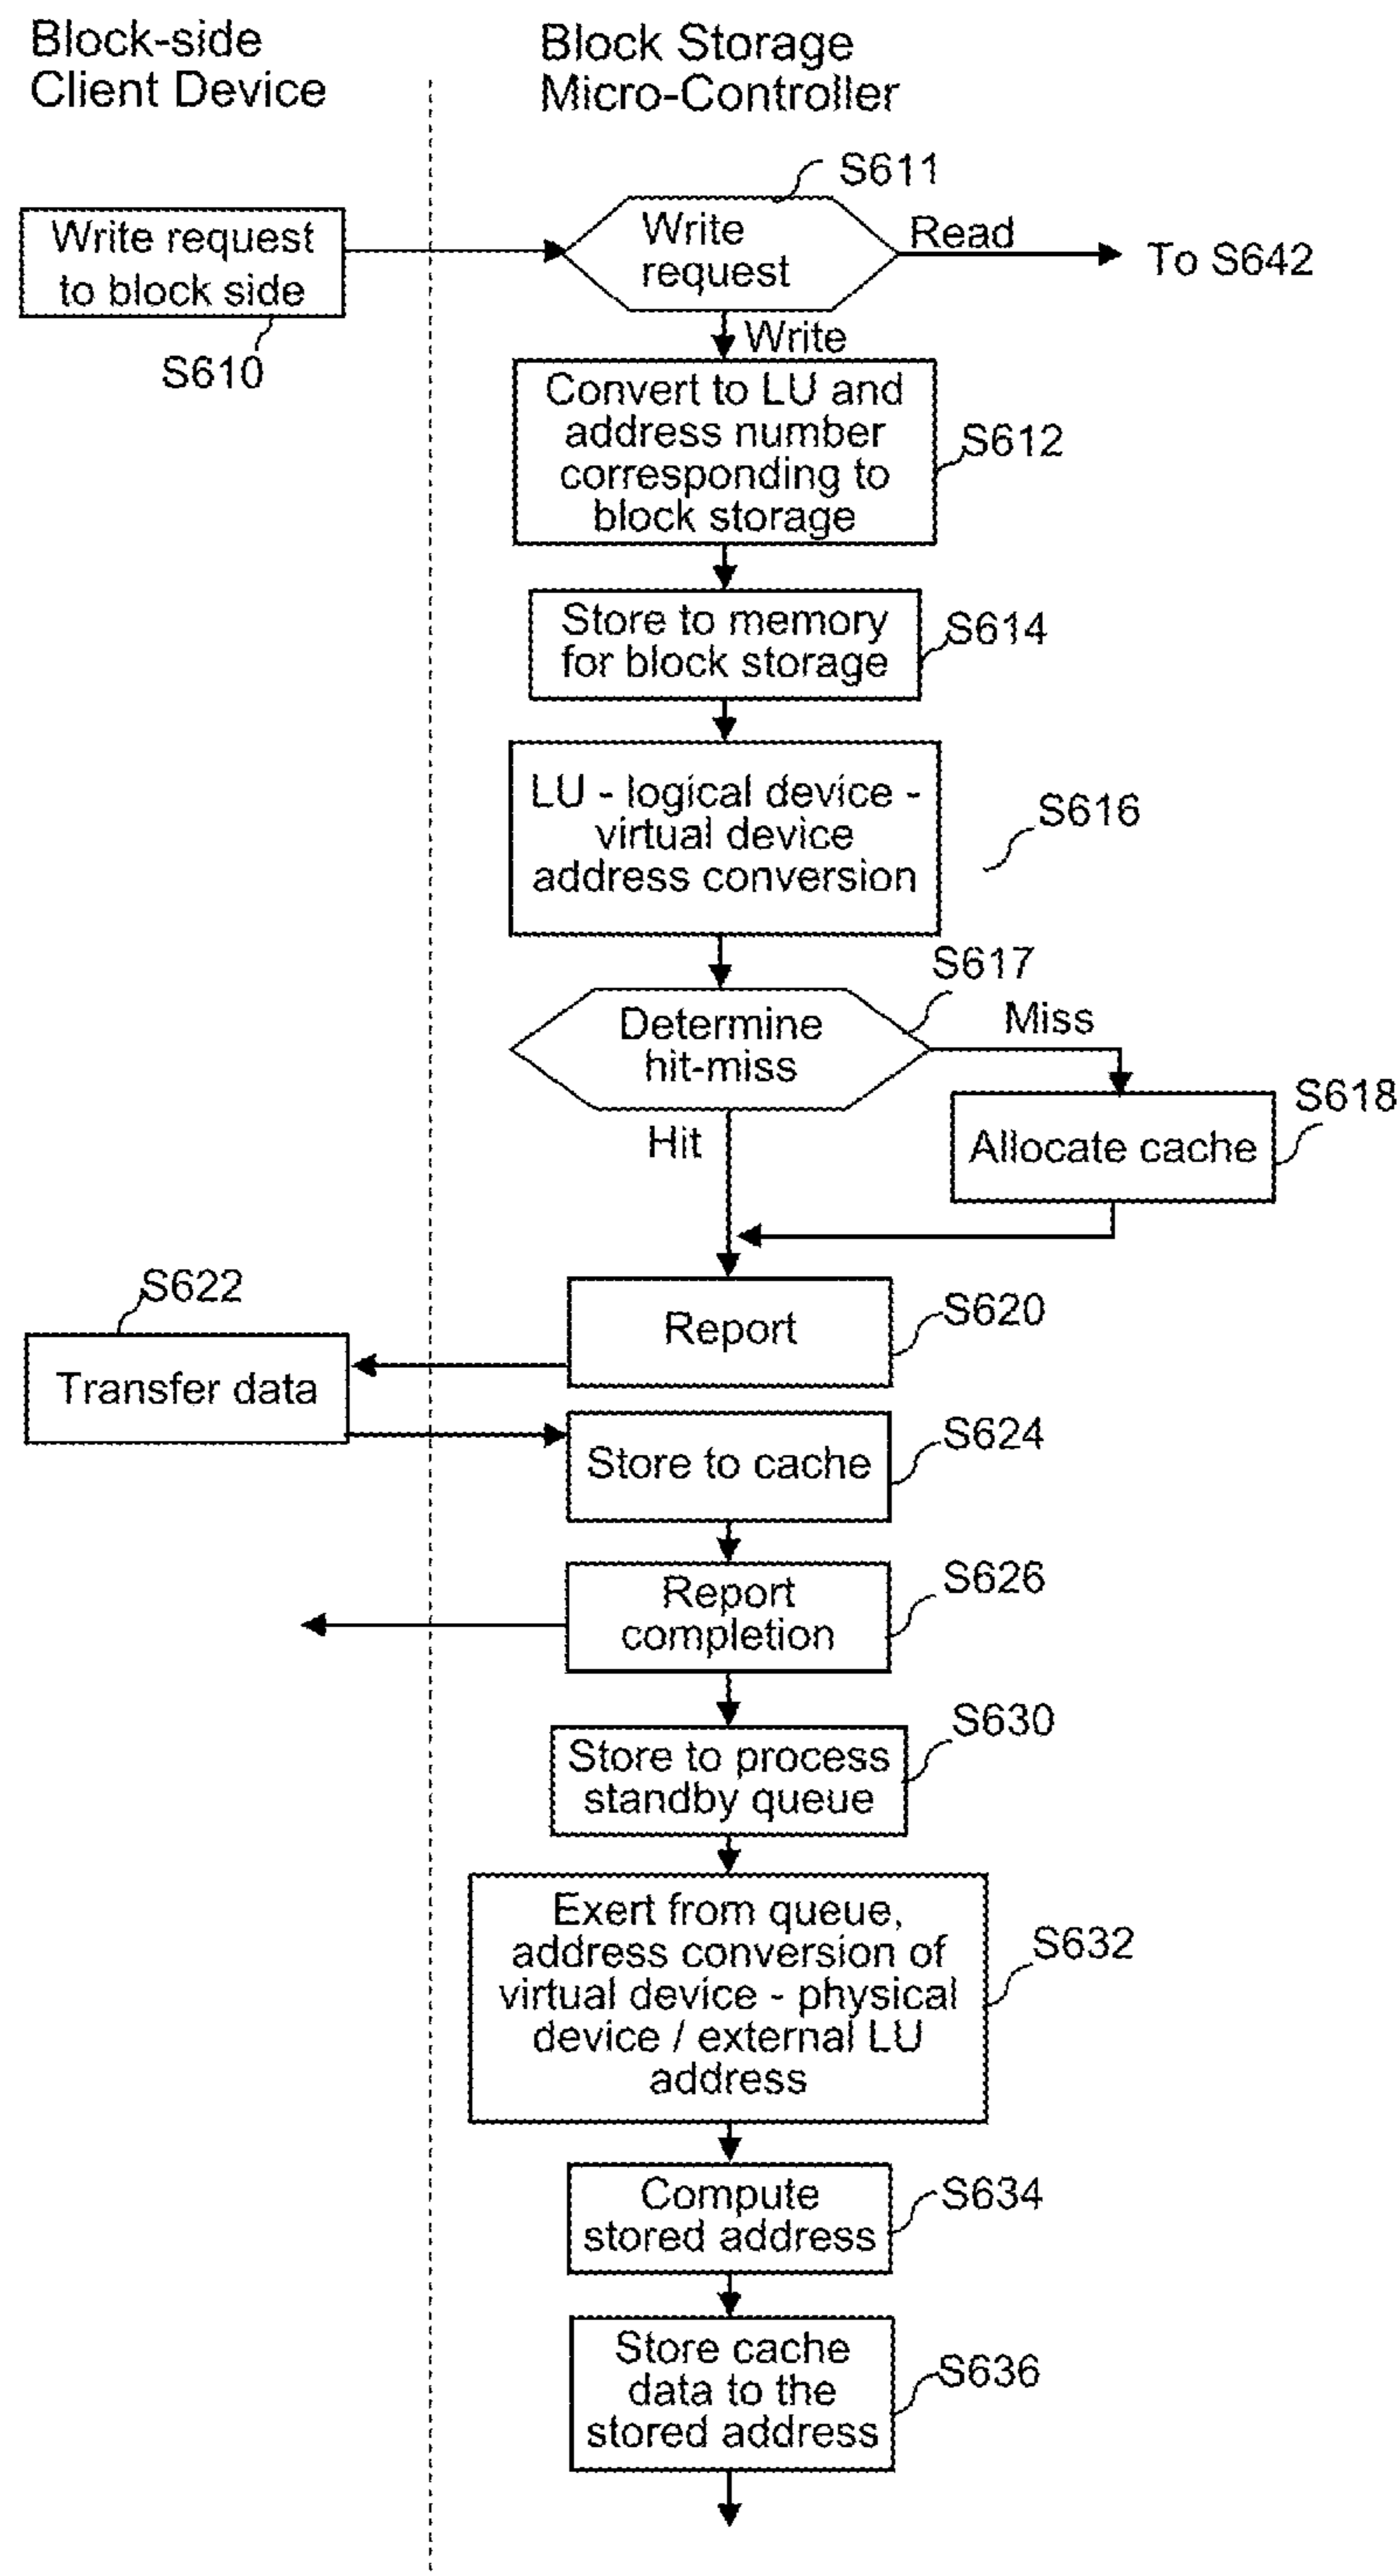 Block-side
Client Device
Block Storage
Micro-Controller
S611
Write request
to block side
S610
Write
request
Read
To S642
Write
Convert to LU and
address number
corresponding to
block storage
S612
Store to memory
for block storage
S614
LU - logical device -
virtual device
address conversion
S616
S617
Determine
hit-miss
Miss
Hit
S618
Allocate cache
S622
Transfer data
Report
S620
Store to cache
S624
Report
completion
S626
Store to process
standby queue
S630
Exert from queue,
address conversion of
virtual device - physical
device / external LU
address
S632
Compute
stored address
S634
Store cache
data to the
stored address
S636